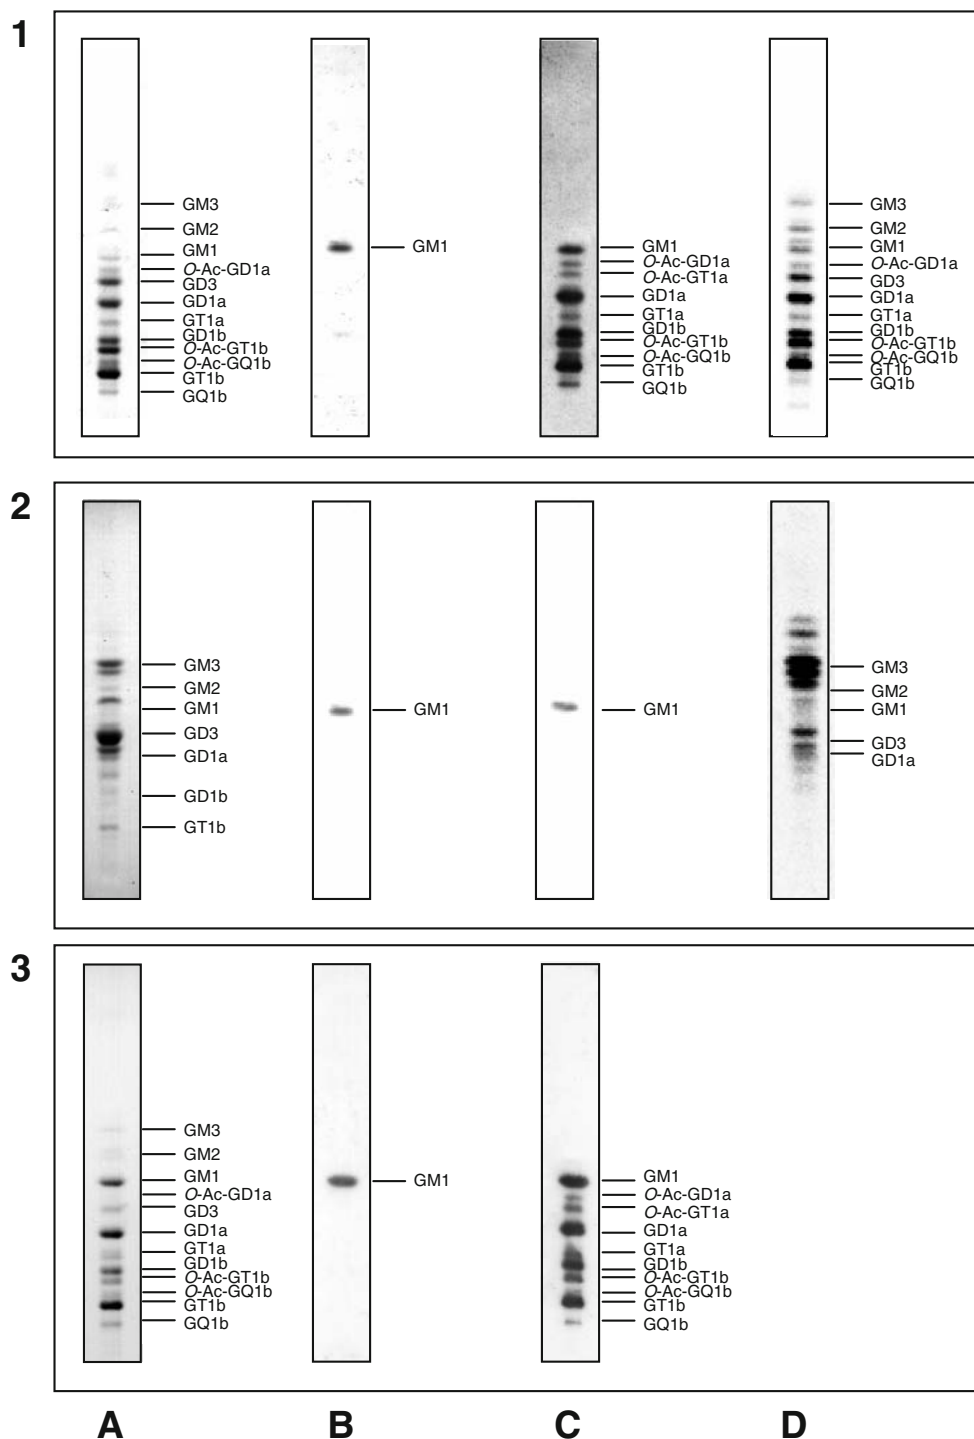 1
GM3
GM2
GM1
O-Ac-GD1a
GD3
GD1a
GT1a
GD1b
O-Ac-GT1b
O-Ac-GQ1b
GT1b
GQ1b
GM1
GM1
O-Ac-GD1a
O-Ac-GT1a
GD1a
GT1a
GD1b
O-Ac-GT1b
O-Ac-GQ1b
GT1b
GQ1b
GM3
GM2
GM1
O-Ac-GD1a
GD3
GD1a
GT1a
GD1b
O-Ac-GT1b
O-Ac-GQ1b
GT1b
GQ1b
2
GM3
GM2
GM1
GD3
GD1a
GD1b
GT1b
GM1
GM1
GM3
GM2
GM1
GD3
GD1a
3
GM3
GM2
GM1
O-Ac-GD1a
GD3
GD1a
GT1a
GD1b
O-Ac-GT1b
O-Ac-GQ1b
GT1b
GQ1b
GM1
GM1
O-Ac-GD1a
O-Ac-GT1a
GD1a
GT1a
GD1b
O-Ac-GT1b
O-Ac-GQ1b
GT1b
GQ1b
A B C D